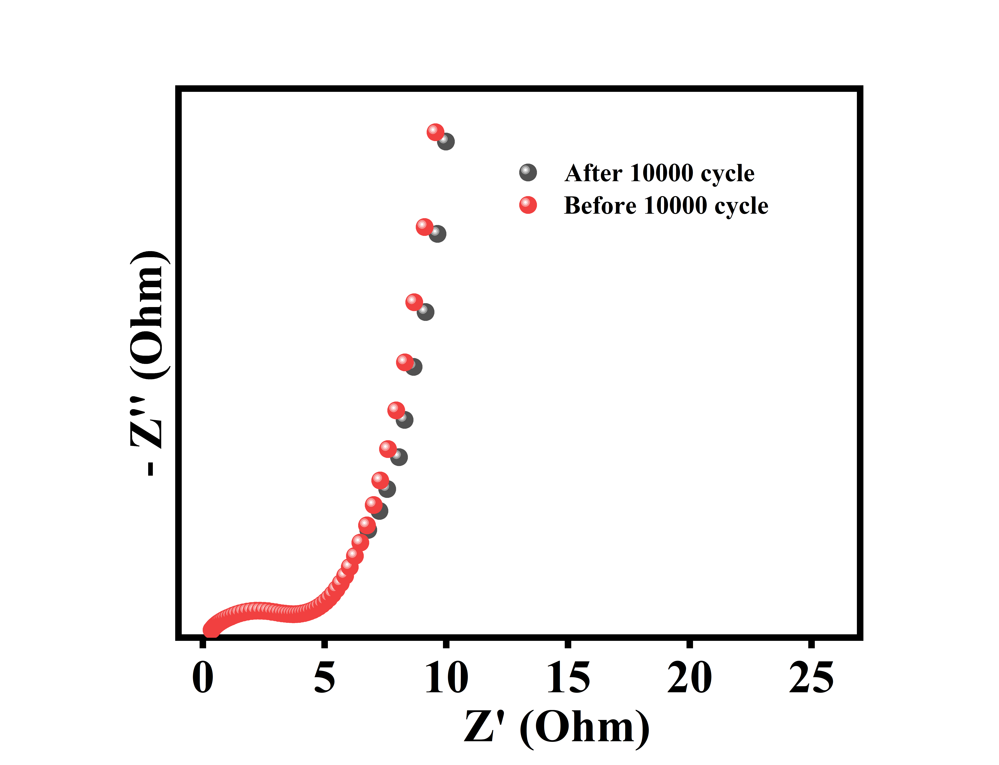 After 10000 cycle
Before 10000 cycle
- Z'' (Ohm)
0 5 10 15 20 25
Z' (Ohm)